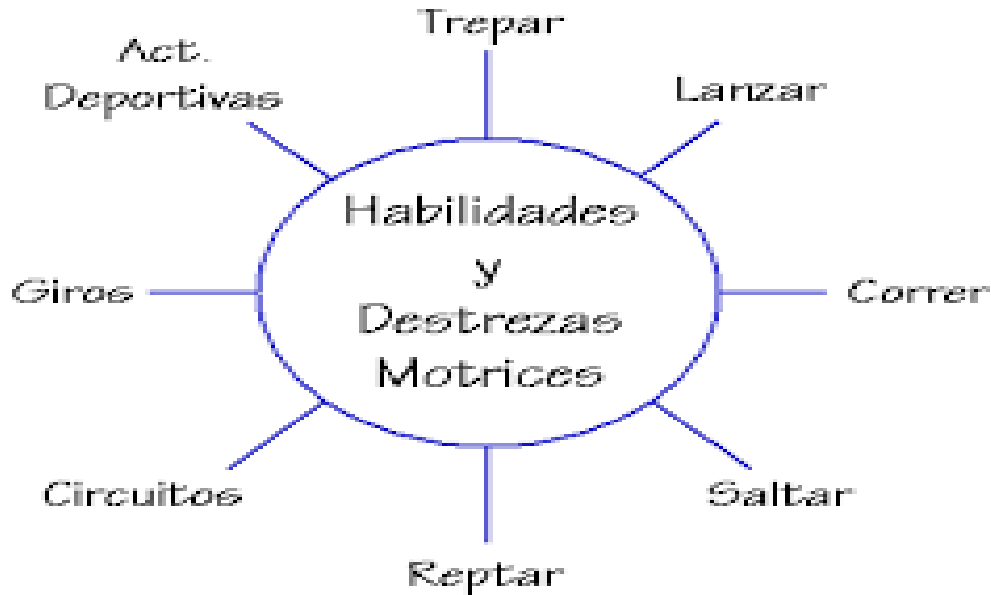 Trepar
Act.
Deportivas
Lanzar
Habilidades
y
Destrezas
Motrices
Giros
Correr
Circuitos
Saltar
Reptar